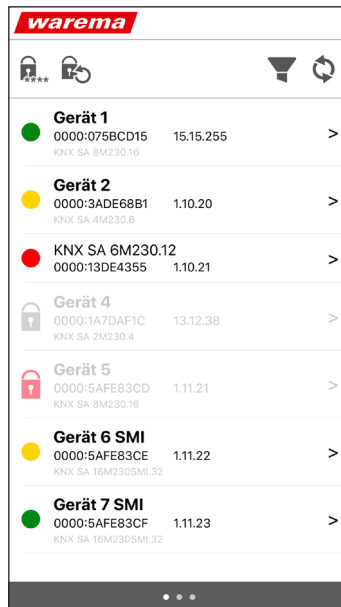 warema
****
Gerät 1
0000:075BCD15 15.15.255 >
KNX SA 8M230.16
Gerät 2
0000:3ADE68B1 1.10.20 >
KNX SA 4M230.8
KNX SA 6M230.12
0000:13DE4355 1.10.21 >
Gerät 4
0000:1A7DAF1C 13.12.38 >
KNX SA 2M230.4
Gerät 5
0000:5AFE83CD 1.11.21 >
KNX SA 8M230.16
Gerät 6 SMI
0000:5AFE83CE 1.11.22 >
KNX SA 16M230SMI.32
Gerät 7 SMI
0000:5AFE83CF 1.11.23 >
KNX SA 16M230SMI.32